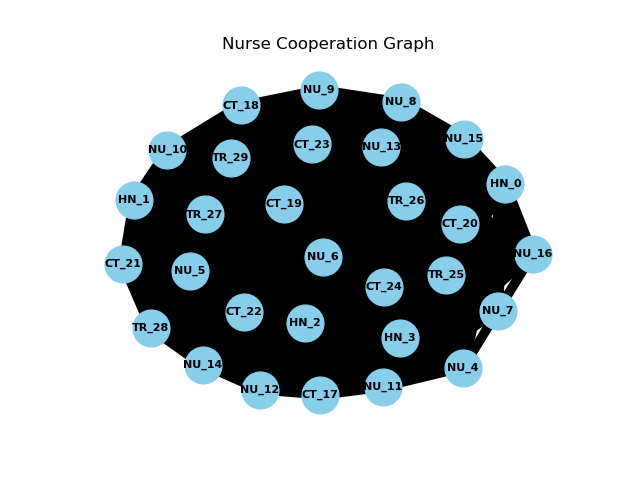 Nurse Cooperation Graph
NU_9
NU_8
CT_18
NU_15
CT_23
NU_13
NU_10
TR_29
HN_0
HN_1
CT_19
TR_26
TR_27
CT_20
NU_16
NU_6
CT_21
NU_5
TR_25
CT_24
NU_7
CT_22
HN_2
TR_28
HN_3
NU_14
NU_4
NU_11
NU_12
CT_17